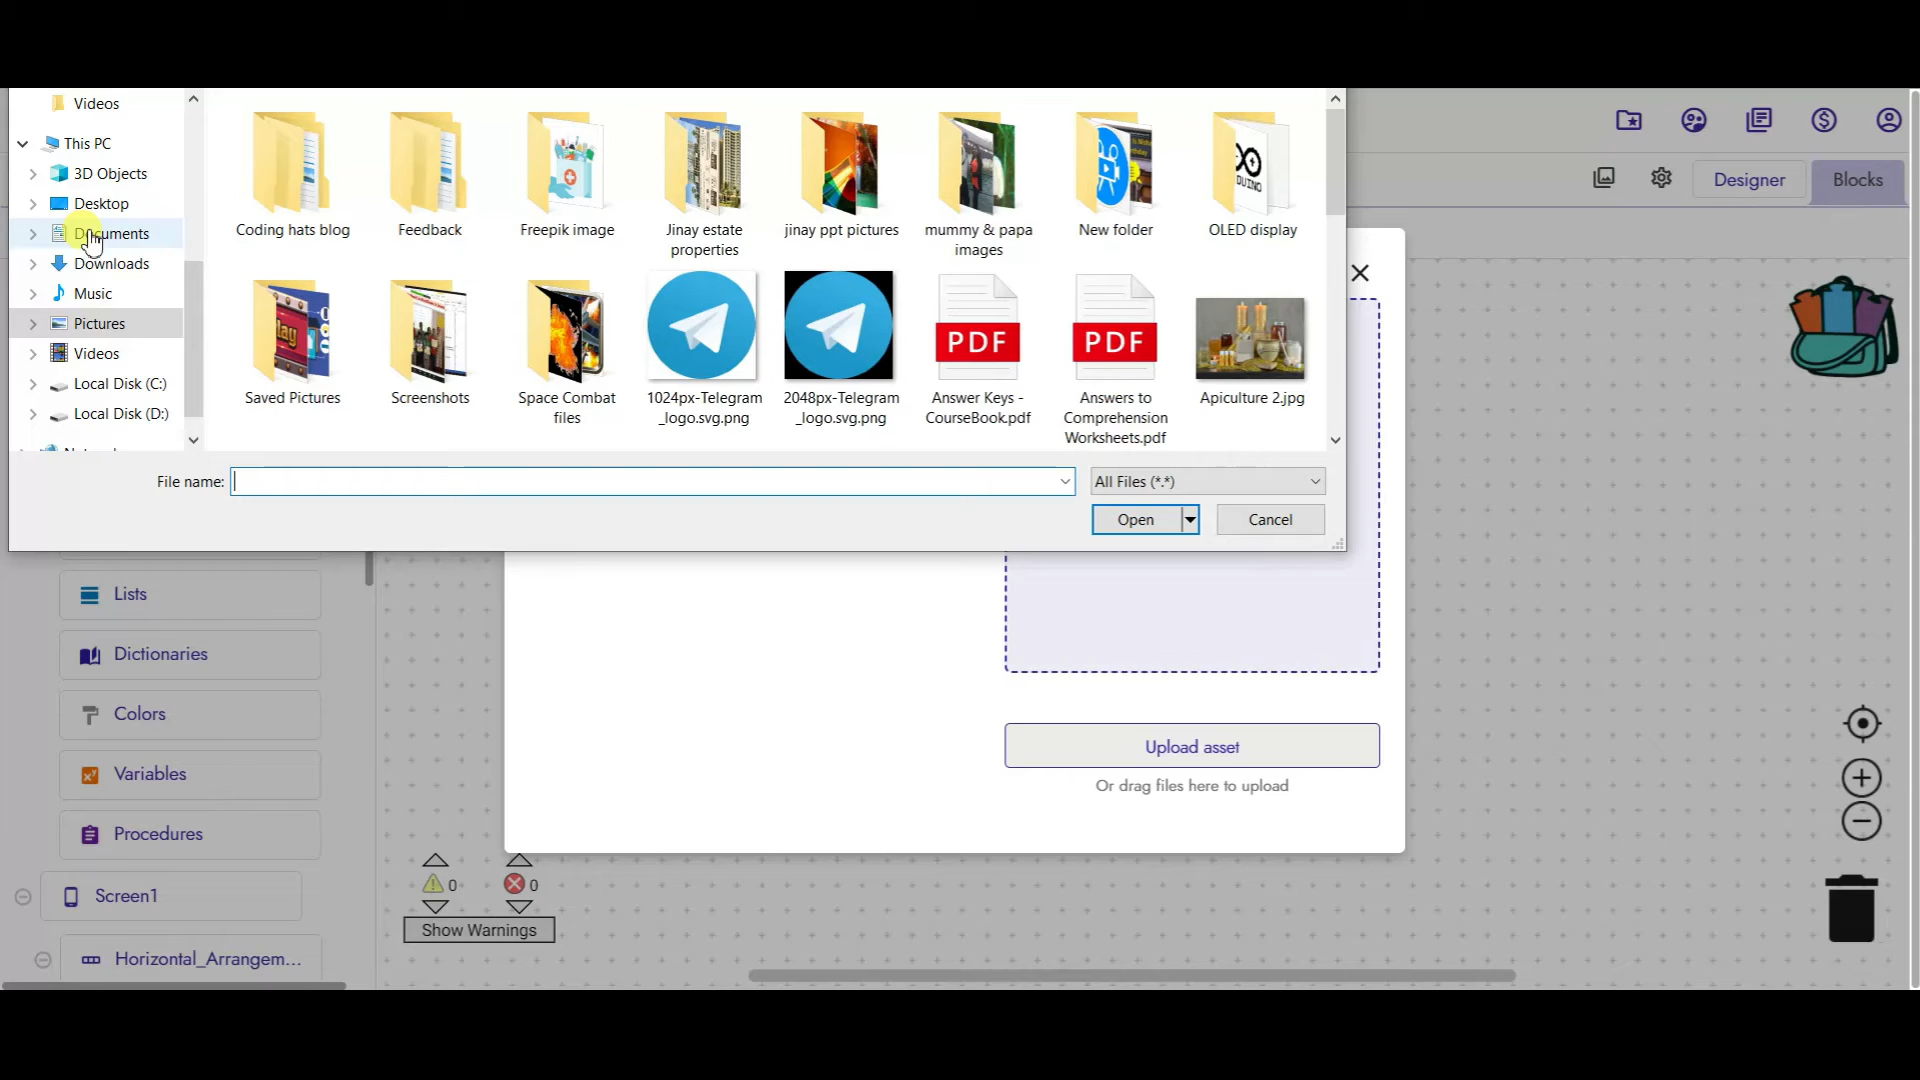 Videos
This PC
3D Objects
Desktop
Documents
Downloads
Music
Pictures
Videos
Local Disk (C:)
Local Disk (D:)
Coding hats blog
Feedback
Freepik image
Jinay estate
properties
jinay ppt pictures
mummy & papa
images
New folder
OLED display
Saved Pictures
Screenshots
Space Combat
files
1024px-Telegram
_logo.svg.png
2048px-Telegram
_logo.svg.png
PDF
Answer Keys -
CourseBook.pdf
PDF
Answers to
Comprehension
Worksheets.pdf
Apiculture 2.jpg
File name:
All Files (*.*)
Open
Cancel
Designer
Blocks
Lists
Dictionaries
Colors
Variables
Procedures
Screen1
Horizontal_Arrangem...
Upload asset
Or drag files here to upload
0
0
Show Warnings